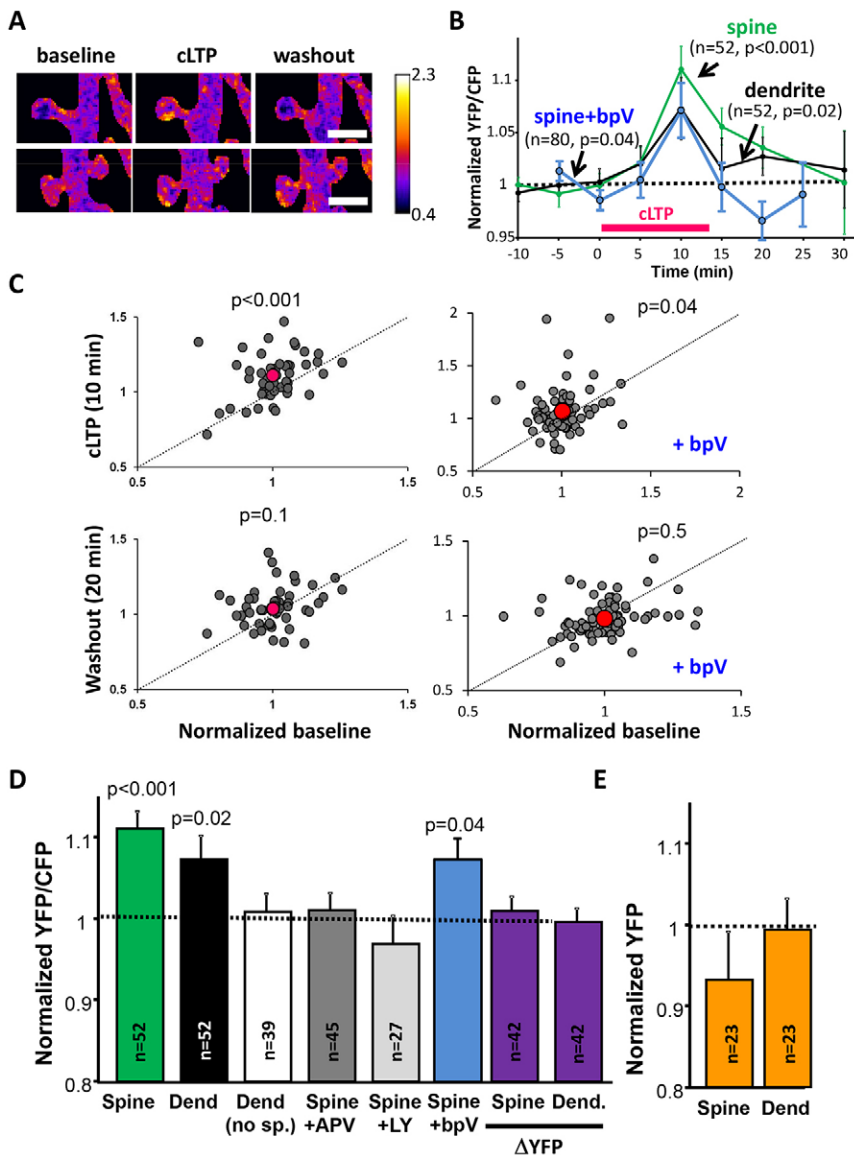 A
baseline cLTP washout
2.3
0.4
B
Normalized YFP/CFP
1.1
1.05
1
0.95
spine
(n=52, p<0.001)
dendrite
(n=52, p=0.02)
spine+bpV
(n=80, p=0.04)
cLTP
-10 -5 0 5 10 15 20 25 30
Time (min)
C
p<0.001
cLTP (10 min)
1.5
1
0.5
0.5 1 1.5
p=0.04
2
1.5
1
0.5
+ bpV
0.5 1 1.5 2
p=0.1
Washout (20 min)
1.5
1
0.5
0.5 1 1.5
Normalized baseline
p=0.5
1.5
1
0.5
+ bpV
0.5 1 1.5
Normalized baseline
D
Normalized YFP/CFP
1.1
1
0.9
0.8
p<0.001
p=0.02
p=0.04
n=52 n=52 n=39 n=45 n=27 n=42 n=42
Spine Dend Dend Spine Spine Spine Spine Dend.
(no sp.) +APV +LY +bpV
ΔYFP
E
Normalized YFP
1.1
1
0.9
0.8
n=23 n=23
Spine Dend